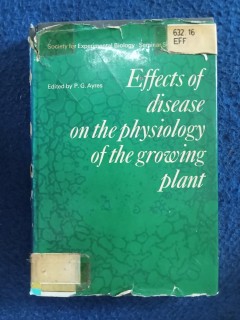 Society for Experimental Biology Seminar
632.16
EFF
Effects of
disease
on the physiology
of the growing
plant
Edited by P. G. Ayres